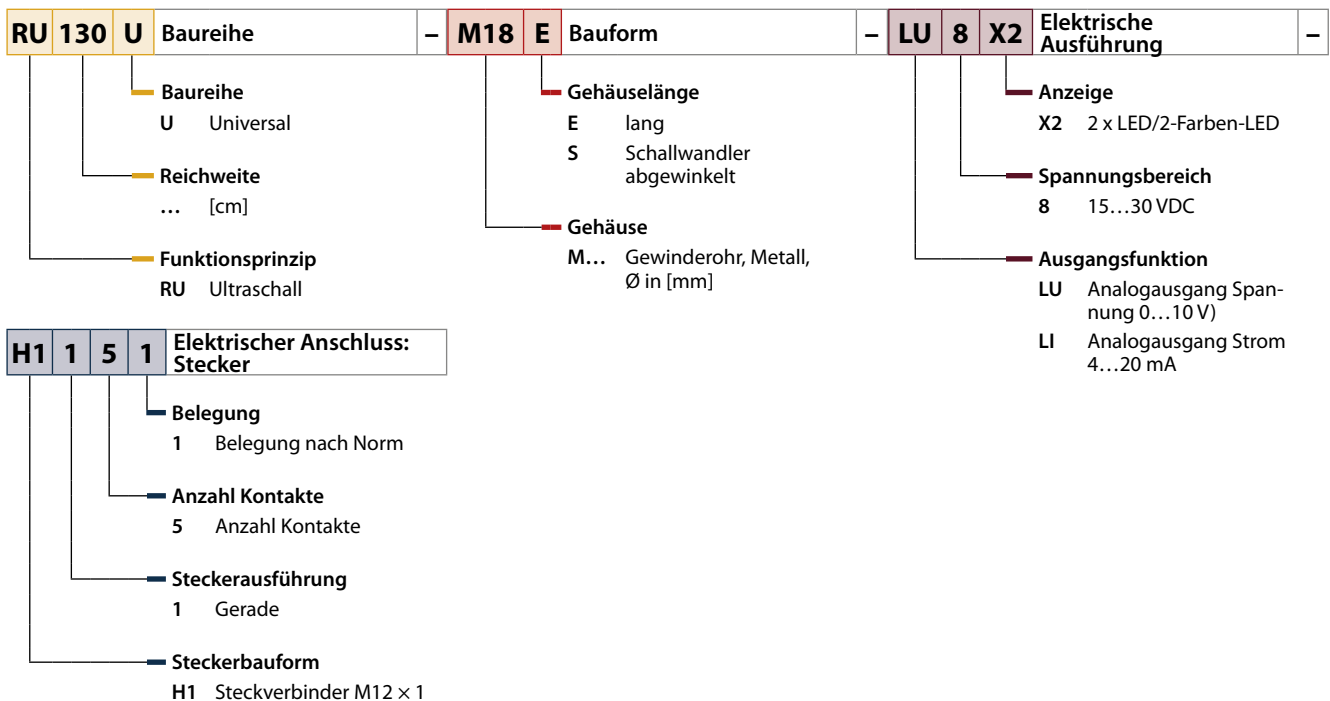 RU 130 U Baureihe – M18 E Bauform – LU 8 X2 Elektrische Ausführung –
Baureihe
U Universal
Reichweite
… [cm]
Funktionsprinzip
RU Ultraschall
Gehäuselänge
E lang
S Schallwandler
abgewinkelt
Gehäuse
M… Gewinderohr, Metall,
Ø in [mm]
Anzeige
X2 2 x LED/2-Farben-LED
Spannungsbereich
8 15…30 VDC
Ausgangsfunktion
LU Analogausgang Span-
nung 0…10 V)
LI Analogausgang Strom
4…20 mA
H1 1 5 1 Elektrischer Anschluss:
Stecker
Belegung
1 Belegung nach Norm
Anzahl Kontakte
5 Anzahl Kontakte
Steckerausführung
1 Gerade
Steckerbauform
H1 Steckverbinder M12 × 1